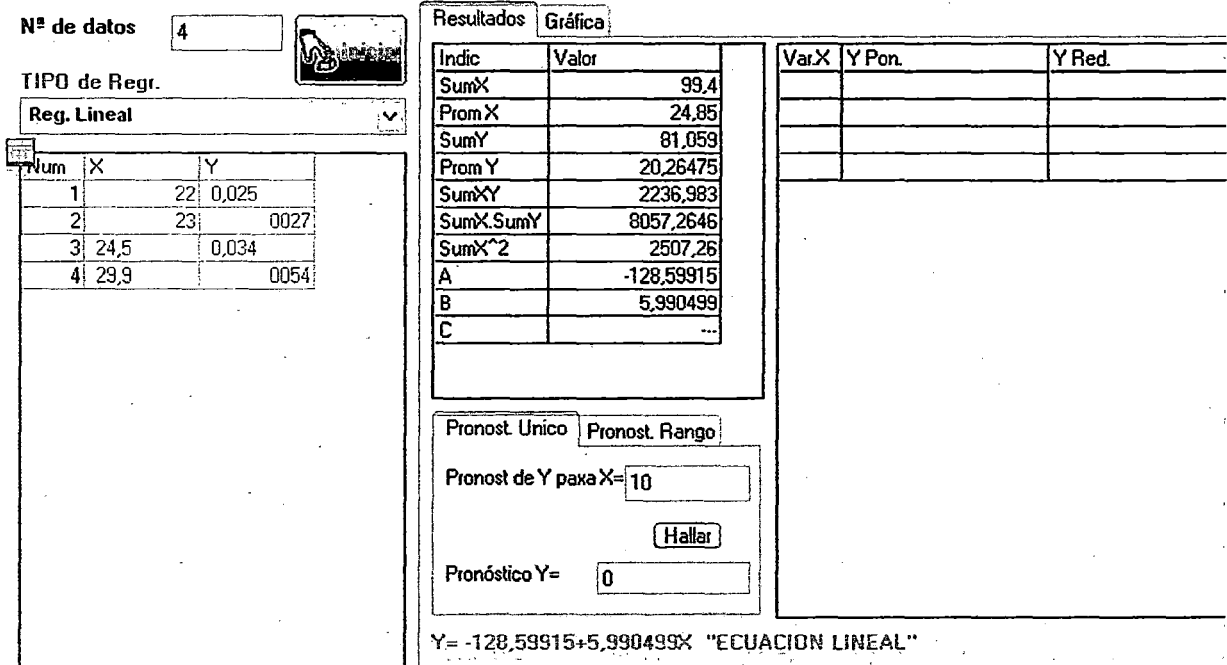 Nº de datos 4
iniciar
TIPO de Regr.
Reg. Lineal
Num X Y
1 22 0,025
2 23 0027
3 24,5 0,034
4 29,9 0054
Resultados Gráfica
Indic Valor
SumX 99,4
Prom X 24,85
SumY 81,059
Prom Y 20,26475
SumXY 2236,983
SumX.SumY 8057,2646
SumX^2 2507,26
A -128,59915
B 5,990499
C ---
Var.X Y Pon. Y Red.
Pronost. Unico Pronost. Rango
Pronost de Y paxa X= 10
Hallar
Pronóstico Y= 0
Y= -128,59915+5,990499X "ECUACION LINEAL"